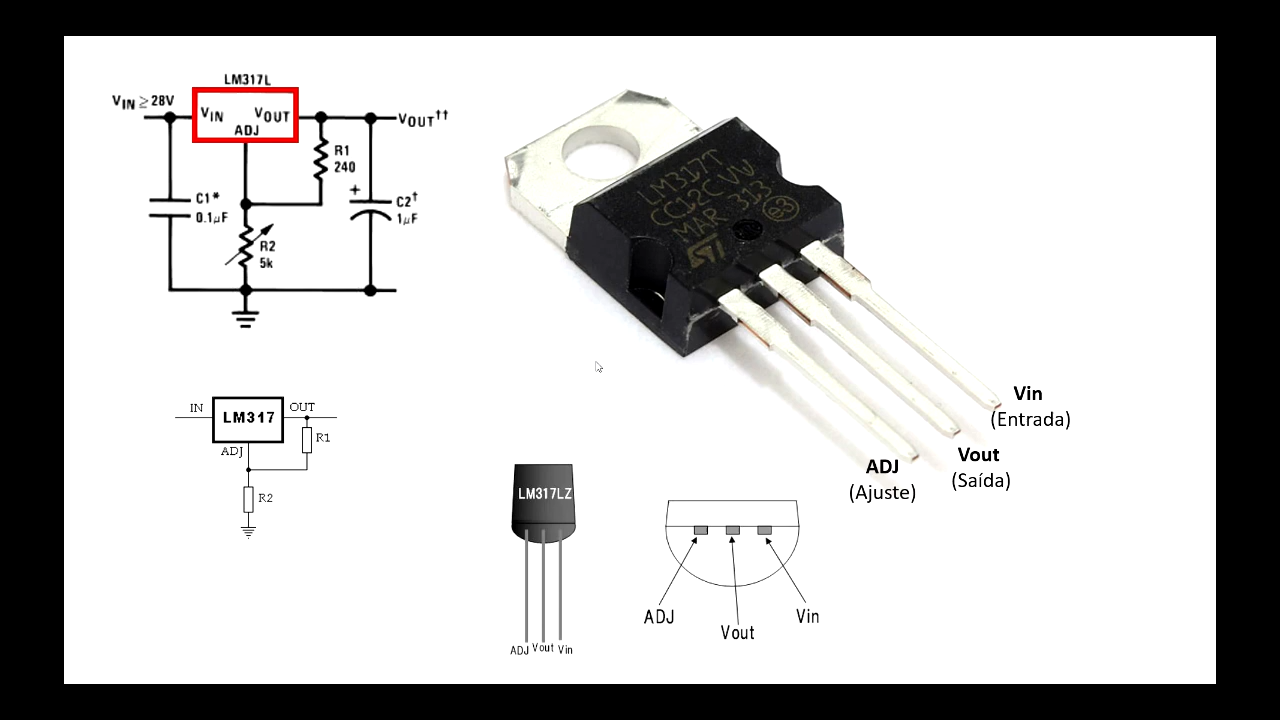 LM317L
VIN ≥ 28V
VIN VOUT
ADJ
VOUT††
R1
240
C1*
0.1µF
C2†
1µF
R2
5k
LM317T
CC12C VV
MAR 313
e3
ST
Vin
(Entrada)
Vout
(Saída)
ADJ
(Ajuste)
IN
LM317
OUT
ADJ
R1
R2
LM317LZ
ADJ Vout Vin
ADJ
Vout
Vin